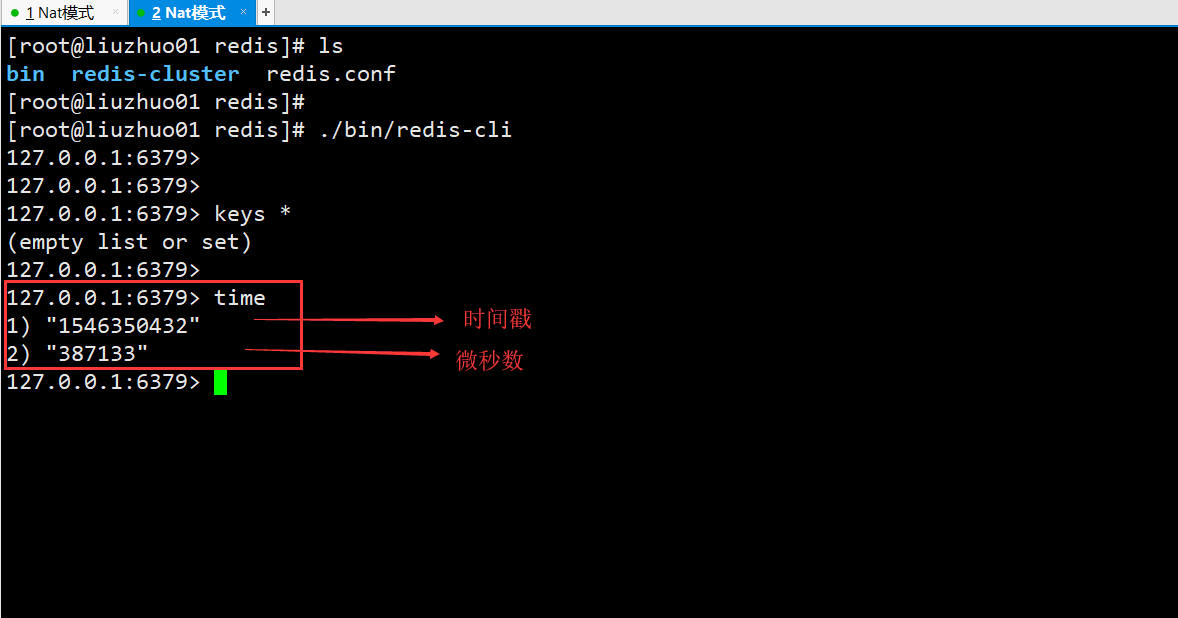 1 Nat模式 × 2 Nat模式 × +
[root@liuzhuo01 redis]# ls
bin redis-cluster redis.conf
[root@liuzhuo01 redis]#
[root@liuzhuo01 redis]# ./bin/redis-cli
127.0.0.1:6379>
127.0.0.1:6379>
127.0.0.1:6379> keys *
(empty list or set)
127.0.0.1:6379>
127.0.0.1:6379> time
1) "1546350432" 时间戳
2) "387133" 微秒数
127.0.0.1:6379>